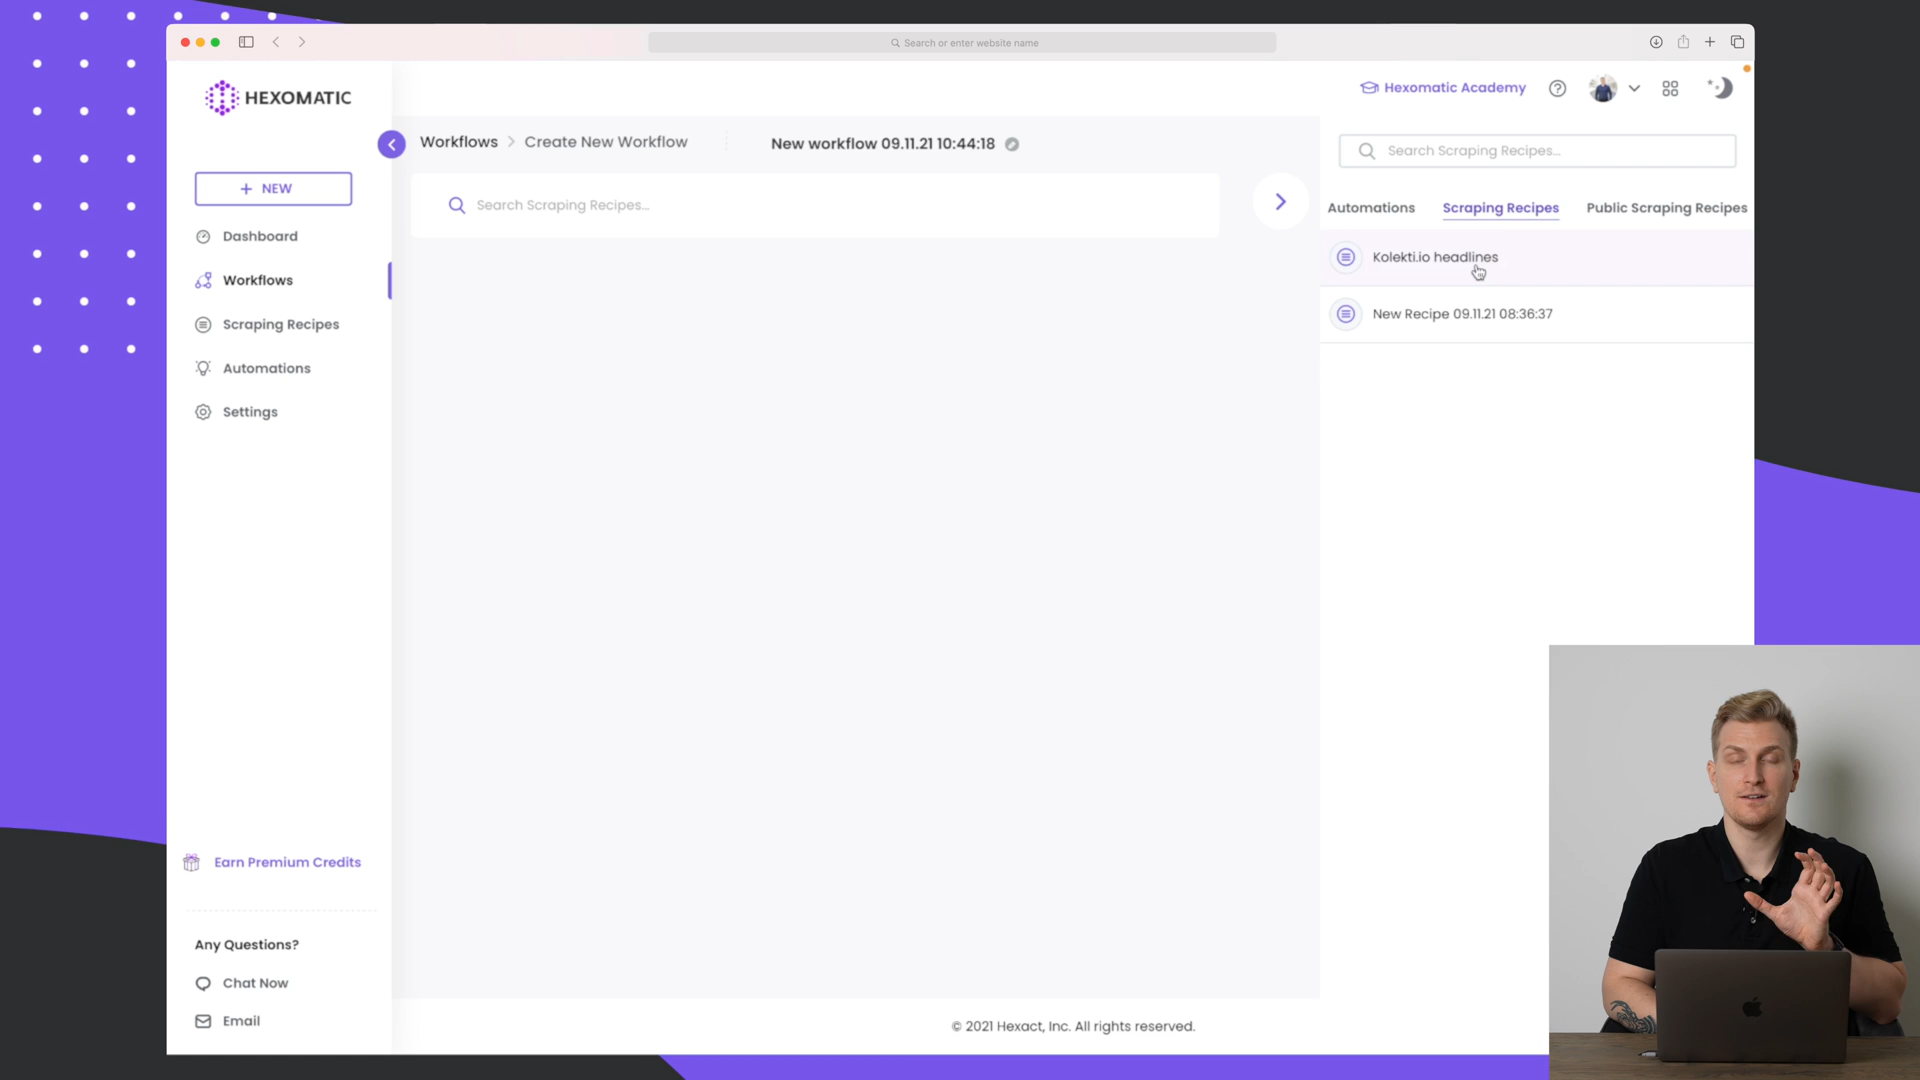 Search or enter website name
HEXOMATIC
Hexomatic Academy
Workflows > Create New Workflow
New workflow 09.11.21 10:44:18
Search Scraping Recipes...
+ NEW
Search Scraping Recipes...
Automations
Scraping Recipes
Public Scraping Recipes
Dashboard
Kolekti.io headlines
Workflows
New Recipe 09.11.21 08:36:37
Scraping Recipes
Automations
Settings
Earn Premium Credits
Any Questions?
Chat Now
Email
© 2021 Hexact, Inc. All rights reserved.